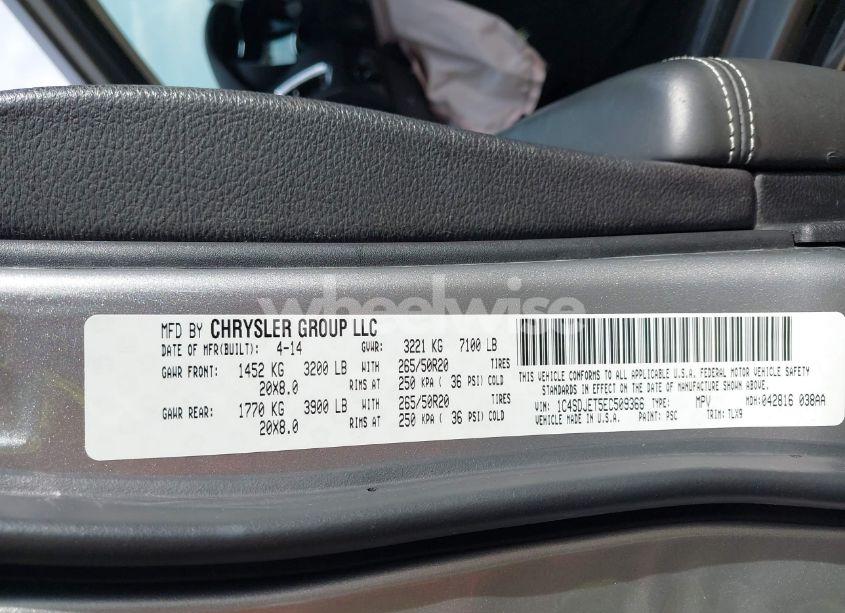 wheelwise
MFD BY CHRYSLER GROUP LLC
DATE OF MFR(BUILT): 4-14 GVWR: 3221 KG 7100 LB
GAWR FRONT: 1452 KG 3200 LB WITH 265/50R20 TIRES
20X8.0 RIMS AT 250 KPA ( 36 PSI) COLD
GAWR REAR: 1770 KG 3900 LB WITH 265/50R20 TIRES
20X8.0 RIMS AT 250 KPA ( 36 PSI) COLD
THIS VEHICLE CONFORMS TO ALL APPLICABLE U.S.A. FEDERAL MOTOR VEHICLE SAFETY
STANDARDS IN EFFECT ON THE DATE OF MANUFACTURE SHOWN ABOVE.
VIN: 1C4SDJET5EC509366 TYPE: MPV MDH:042816 038AA
VEHICLE MADE IN U.S.A. PAINT: PSC TRIM: TLX9